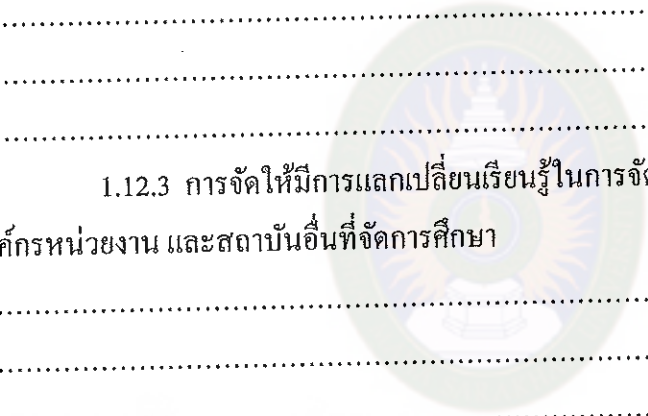 1.12.3 การจัดให้มีการแลกเปลี่ยนเรียนรู้ในการจัด
ค์กรหน่วยงาน และสถาบันอื่นที่จัดการศึกษา